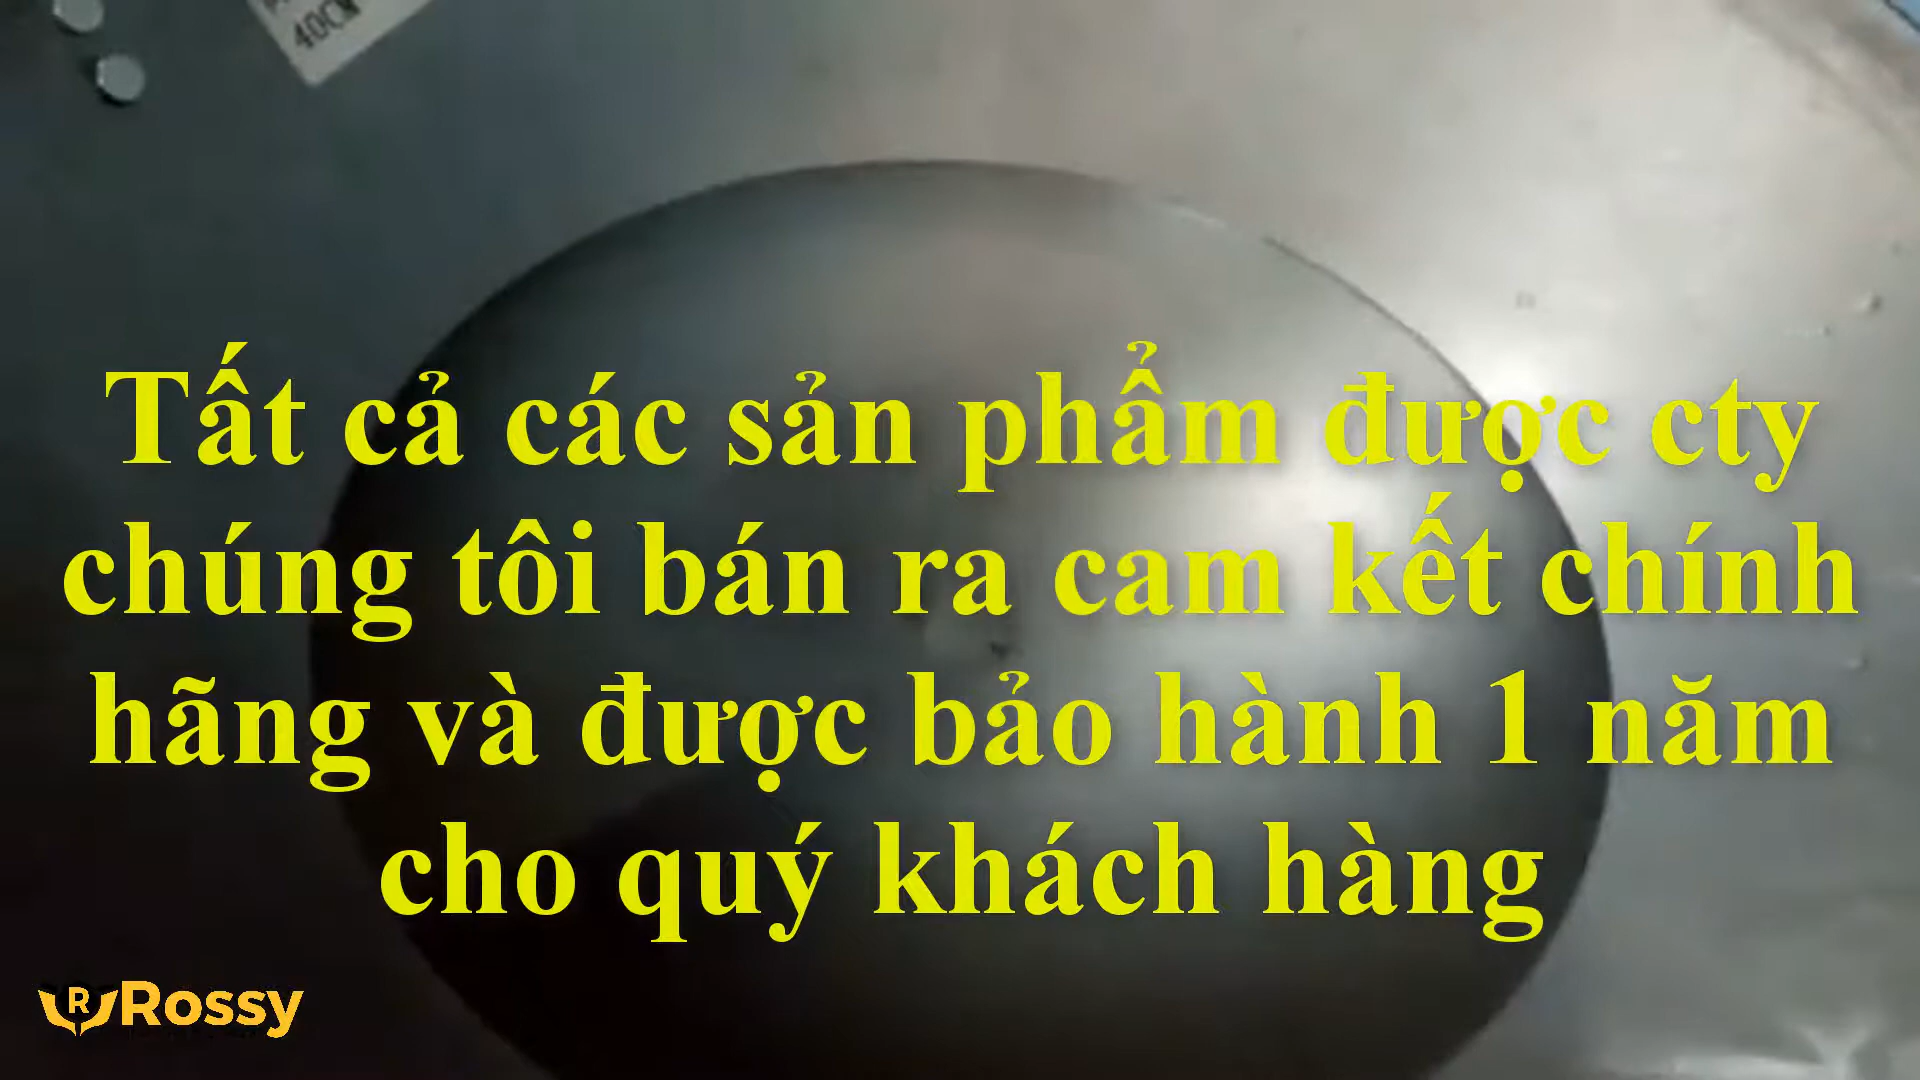 40CM
Tất cả các sản phẩm được cty
chúng tôi bán ra cam kết chính
hãng và được bảo hành 1 năm
cho quý khách hàng
R Rossy